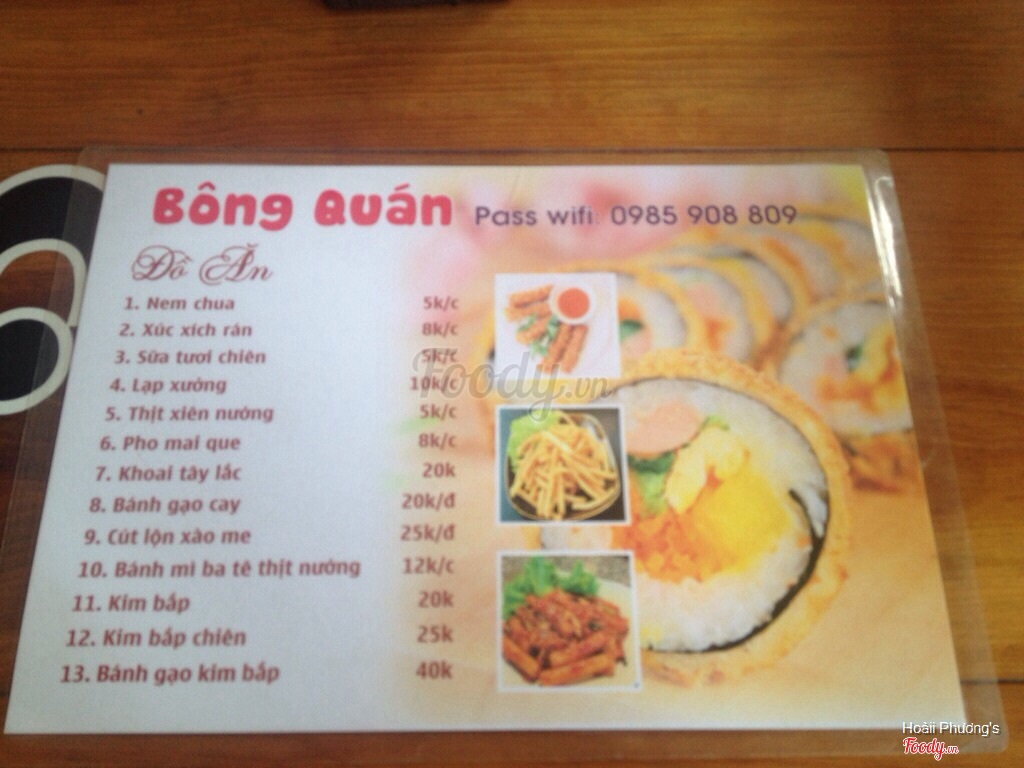 Bông Quán Pass wifi: 0985 908 809
Đồ Ăn
1. Nem chua 5k/c
2. Xúc xích rán 8k/c
3. Sữa tươi chiên 5k/c
4. Lạp xưởng 10k/c
5. Thịt xiên nướng 5k/c
6. Pho mai que 8k/c
7. Khoai tây lắc 20k
8. Bánh gạo cay 20k/đ
9. Cút lộn xào me 25k/đ
10. Bánh mì ba tê thịt nướng 12k/c
11. Kim bắp 20k
12. Kim bắp chiên 25k
13. Bánh gạo kim bắp 40k
Foody.vn
Hoàii Phương's
Foody.vn